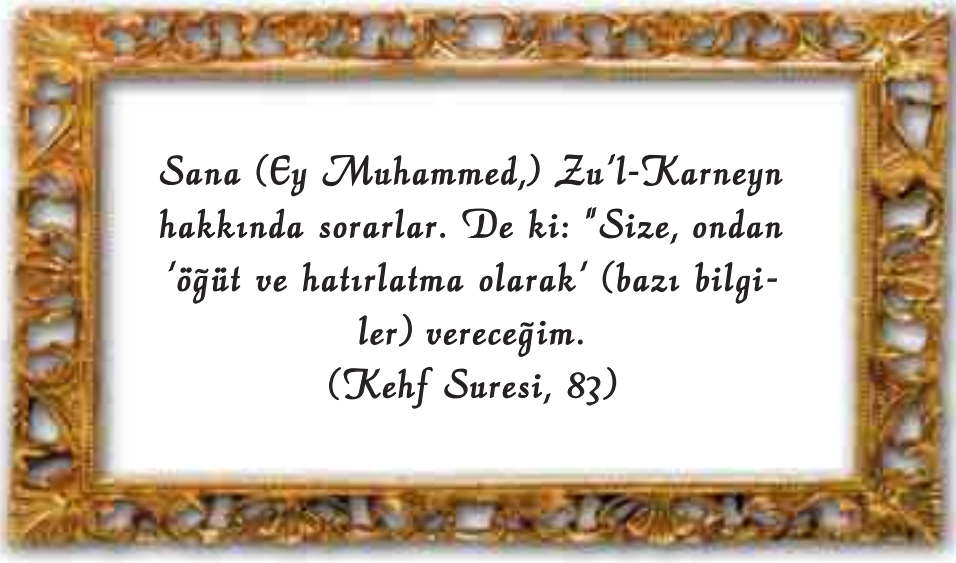 Sana (Ey Muhammed,) Zu'l-Karneyn
hakkında sorarlar. De ki: "Size, ondan
'öğüt ve hatırlatma olarak' (bazı bilgi-
ler) vereceğim.
(Kehf Suresi, 83)